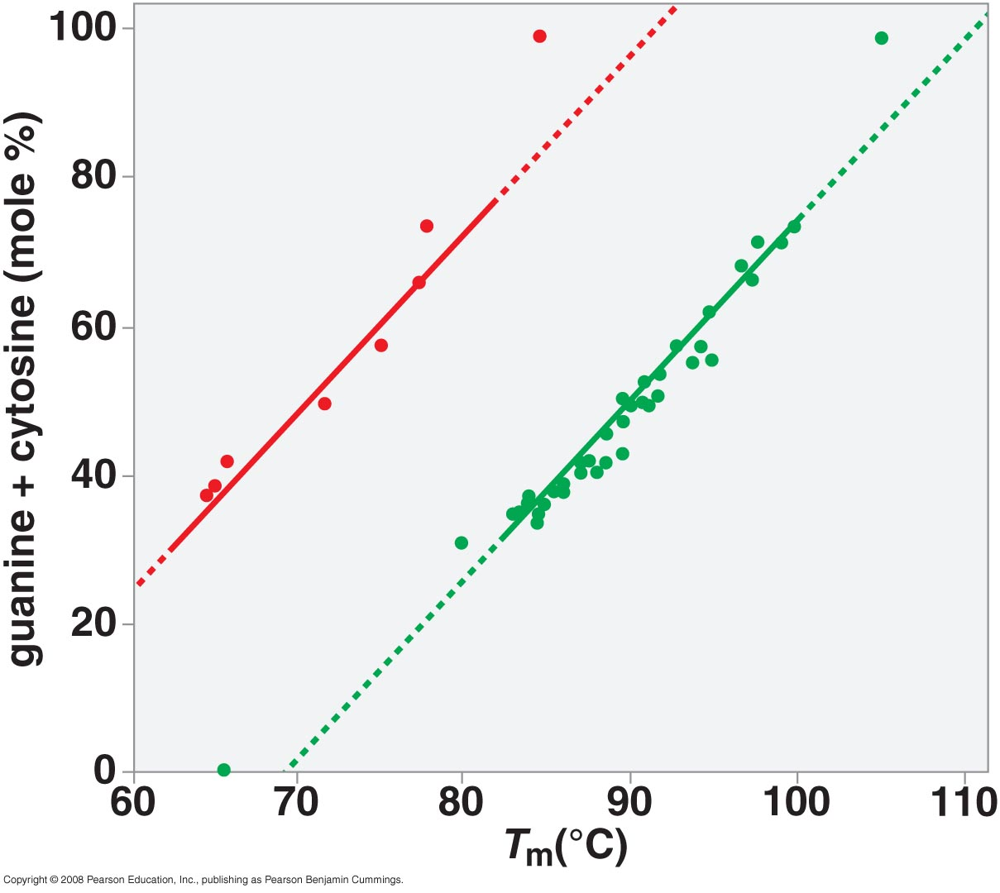 guanine + cytosine (mole %)
100
80
60
40
20
0
60 70 80 90 100 110
Tm(°C)
Copyright © 2008 Pearson Education, Inc., publishing as Pearson Benjamin Cummings.